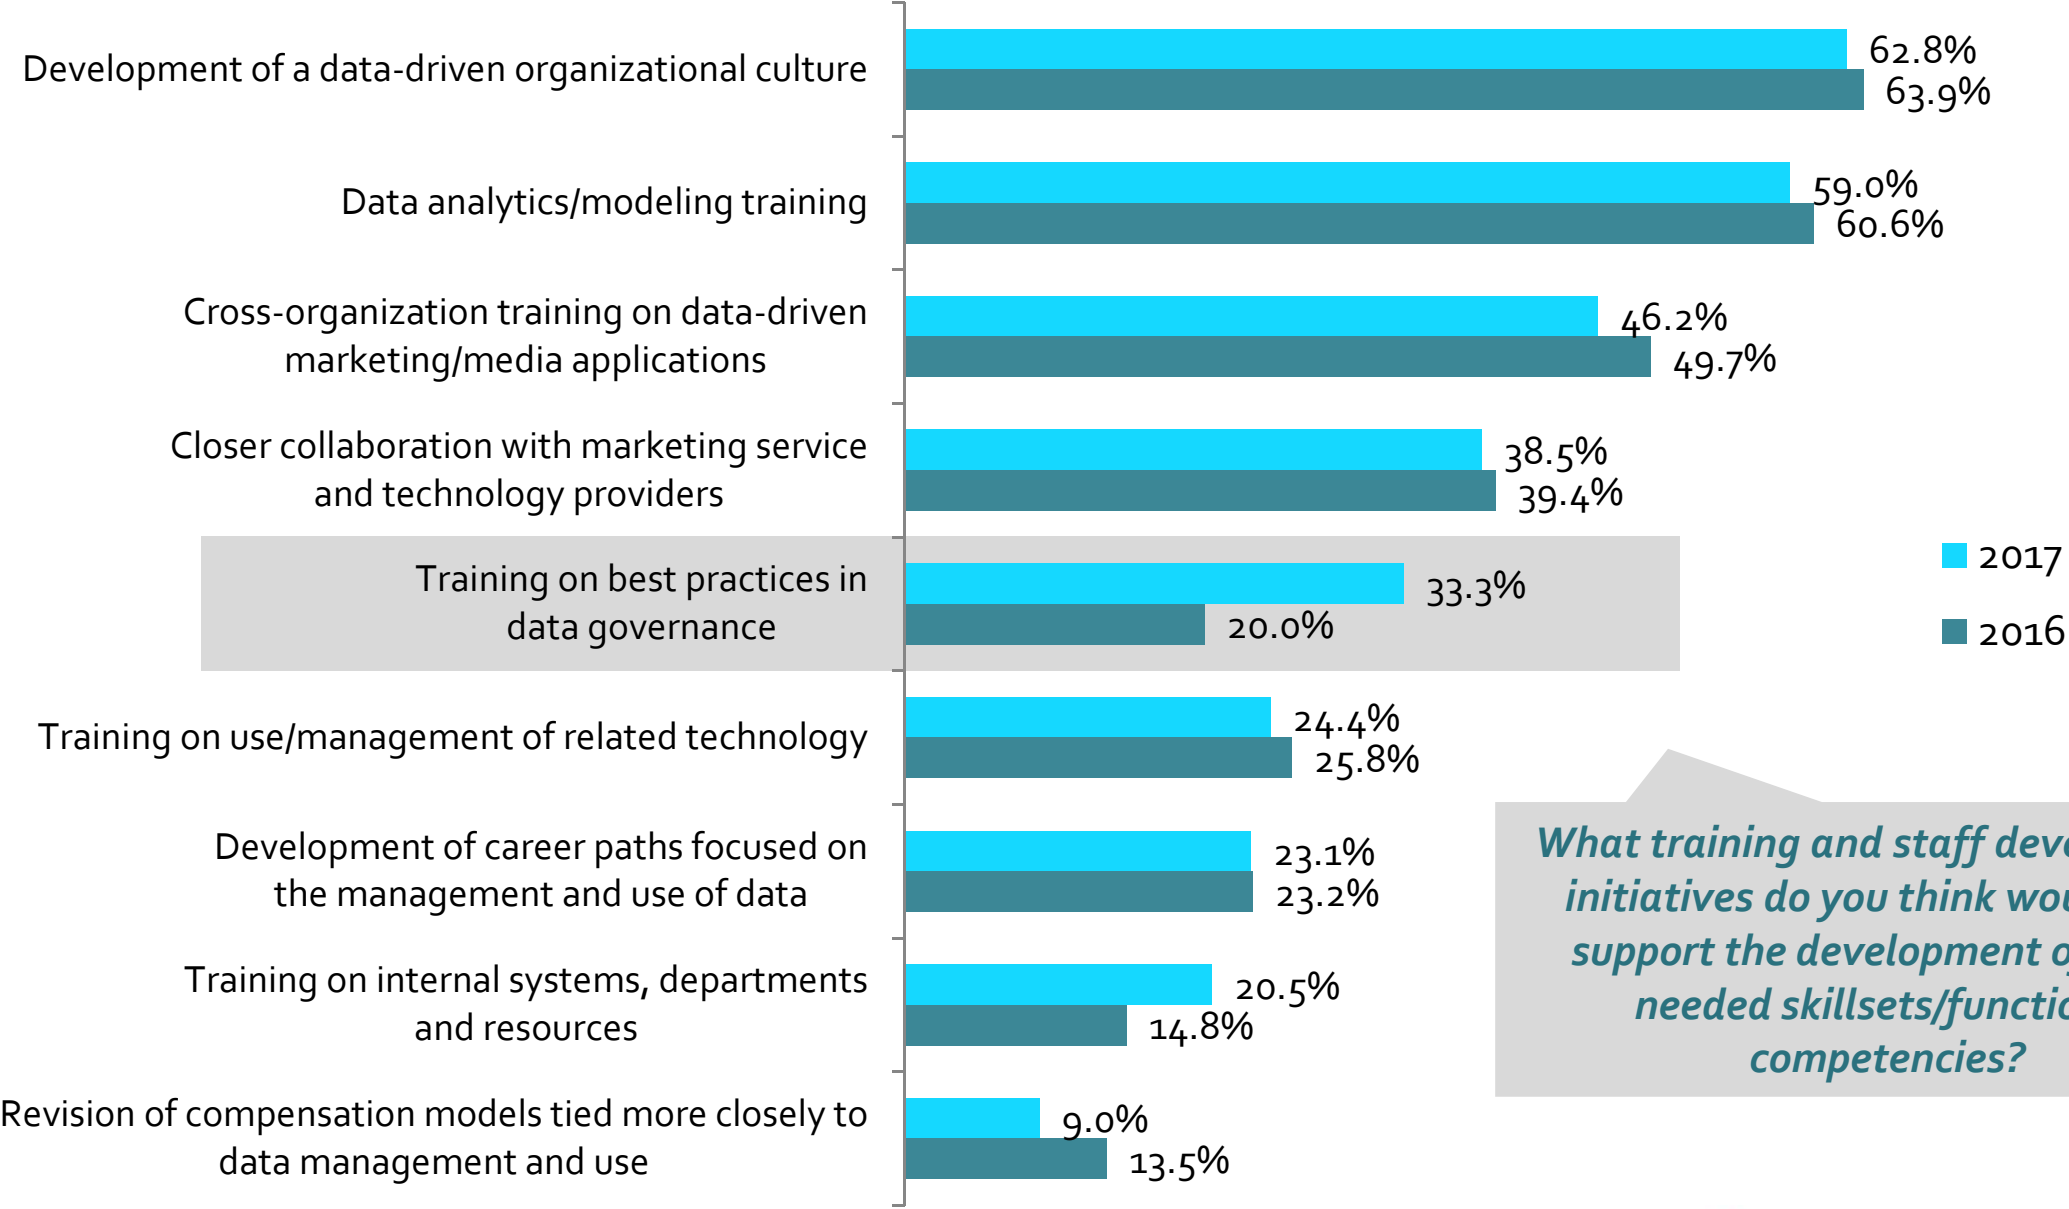 Development of a data-driven organizational culture
62.8%
63.9%
Data analytics/modeling training
59.0%
60.6%
Cross-organization training on data-driven
marketing/media applications
46.2%
49.7%
Closer collaboration with marketing service
and technology providers
38.5%
39.4%
Training on best practices in
data governance
33.3%
20.0%
2017
2016
Training on use/management of related technology
24.4%
25.8%
Development of career paths focused on
the management and use of data
23.1%
23.2%
What training and staff
initiatives do you think
support the development
needed
competencies?
Training on internal systems, departments
and resources
20.5%
14.8%
Revision of compensation models tied more closely to
data management and use
9.0%
13.5%